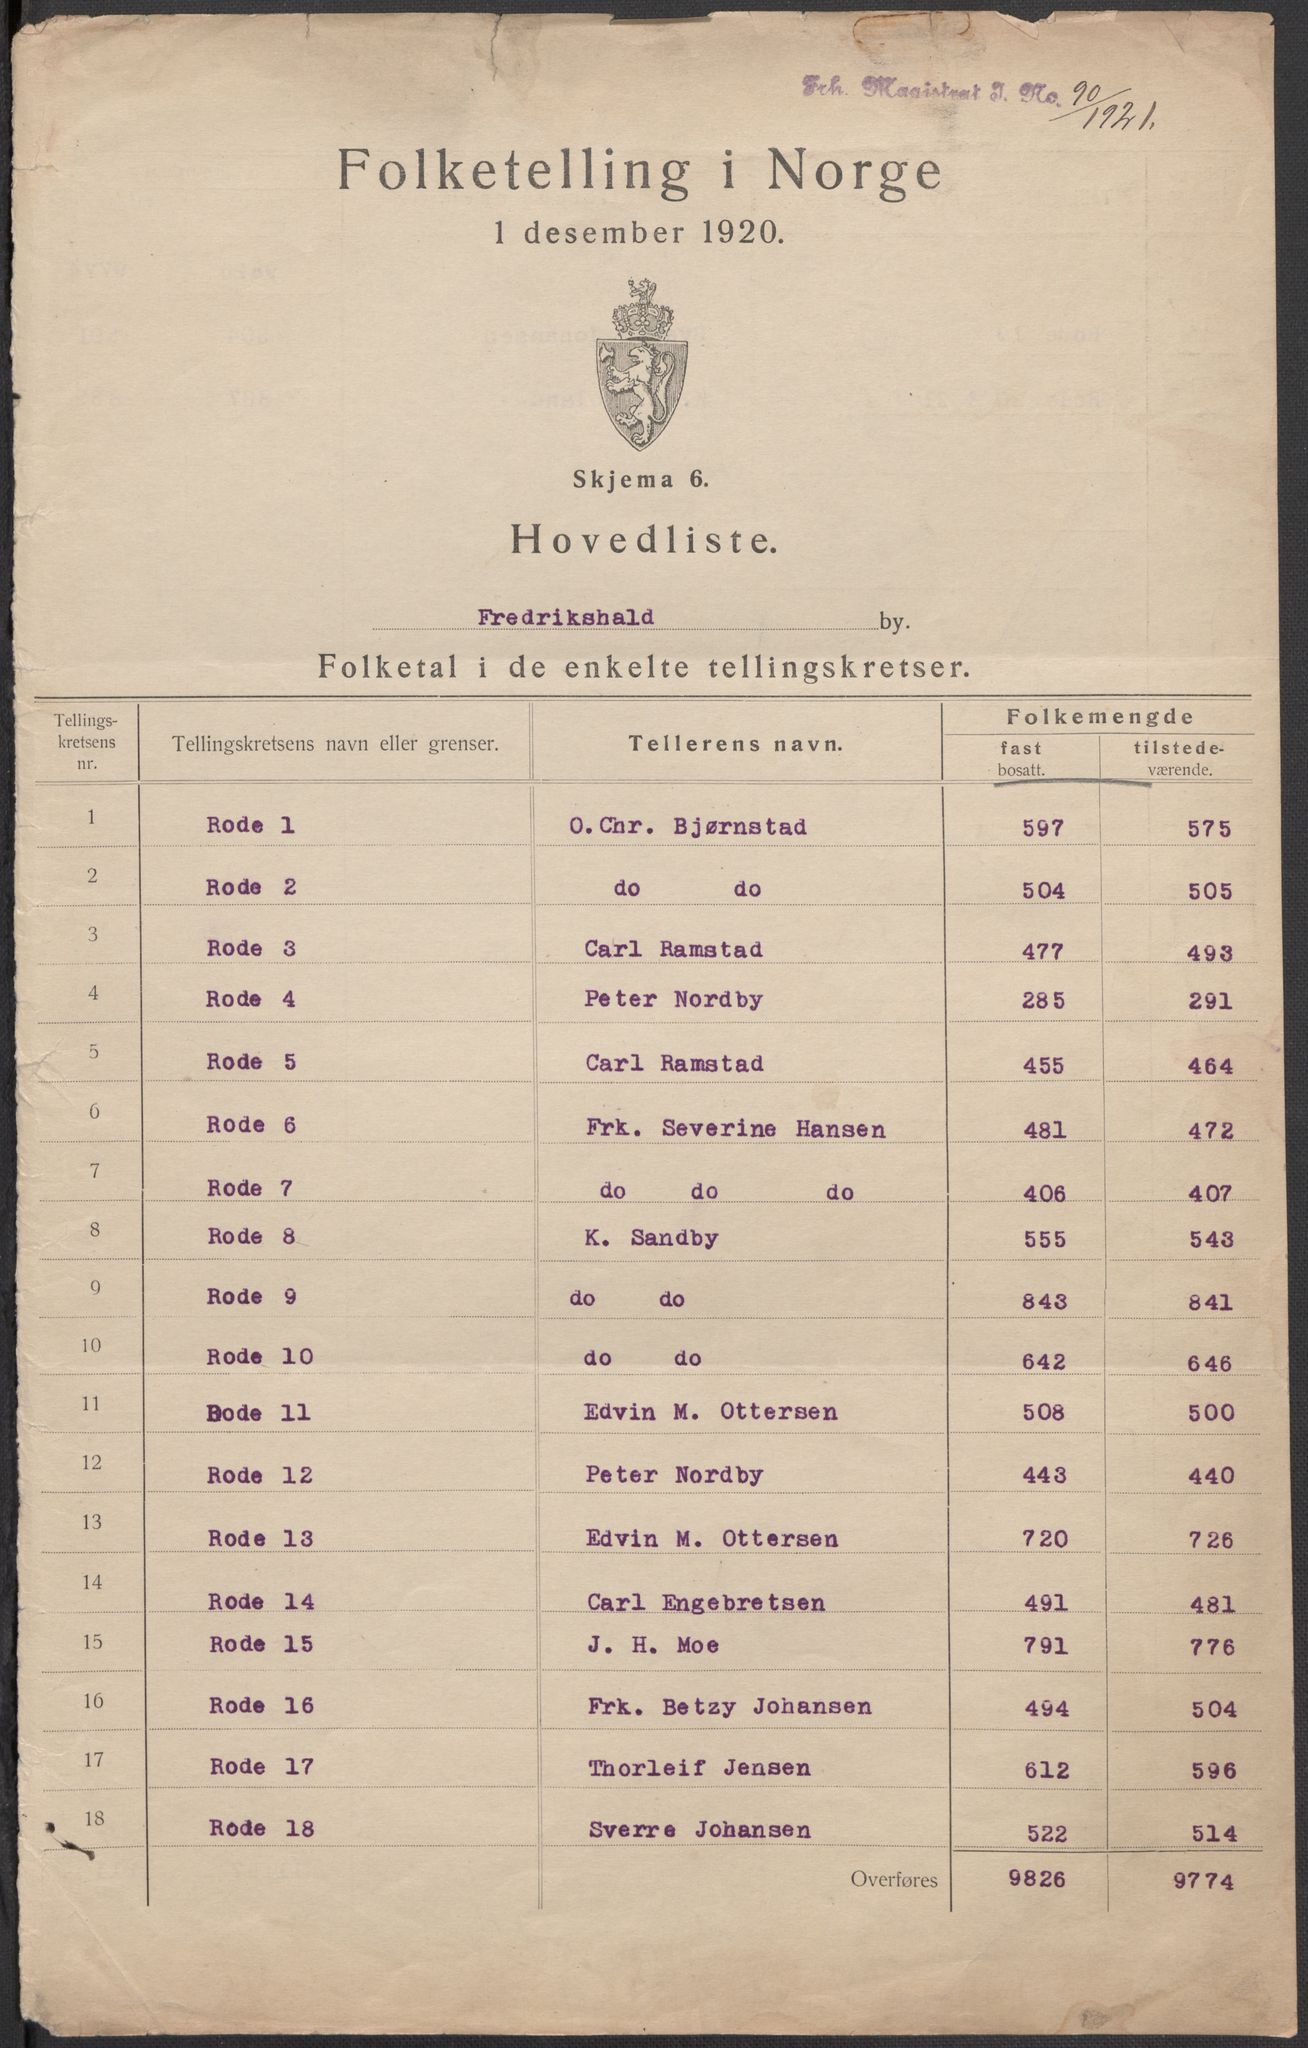 Frh. Magistrat J. No. 90/1921.
Folketelling i Norge
1 desember 1920.
Skjema 6.
Hovedliste.
Fredrikshald by.
Folketal i de enkelte tellingskretser.
Tellings-kretsens nr. Tellingskretsens navn eller grenser. Tellerens navn. Folkemengde
fast bosatt. tilstede-værende.
1 Rode 1 O.Chr. Bjørnstad 597 575
2 Rode 2 do do 504 505
3 Rode 3 Carl Ramstad 477 493
4 Rode 4 Peter Nordby 285 291
5 Rode 5 Carl Ramstad 455 464
6 Rode 6 Frk. Severine Hansen 481 472
7 Rode 7 do do do 406 407
8 Rode 8 K. Sandby 555 543
9 Rode 9 do do 843 841
10 Rode 10 do do 642 646
11 Rode 11 Edvin M. Ottersen 508 500
12 Rode 12 Peter Nordby 443 440
13 Rode 13 Edvin M. Ottersen 720 726
14 Rode 14 Carl Engebretsen 491 481
15 Rode 15 J. H. Moe 791 776
16 Rode 16 Frk. Betzy Johansen 494 504
17 Rode 17 Thorleif Jensen 612 596
18 Rode 18 Sverre Johansen 522 514
Overføres 9826 9774